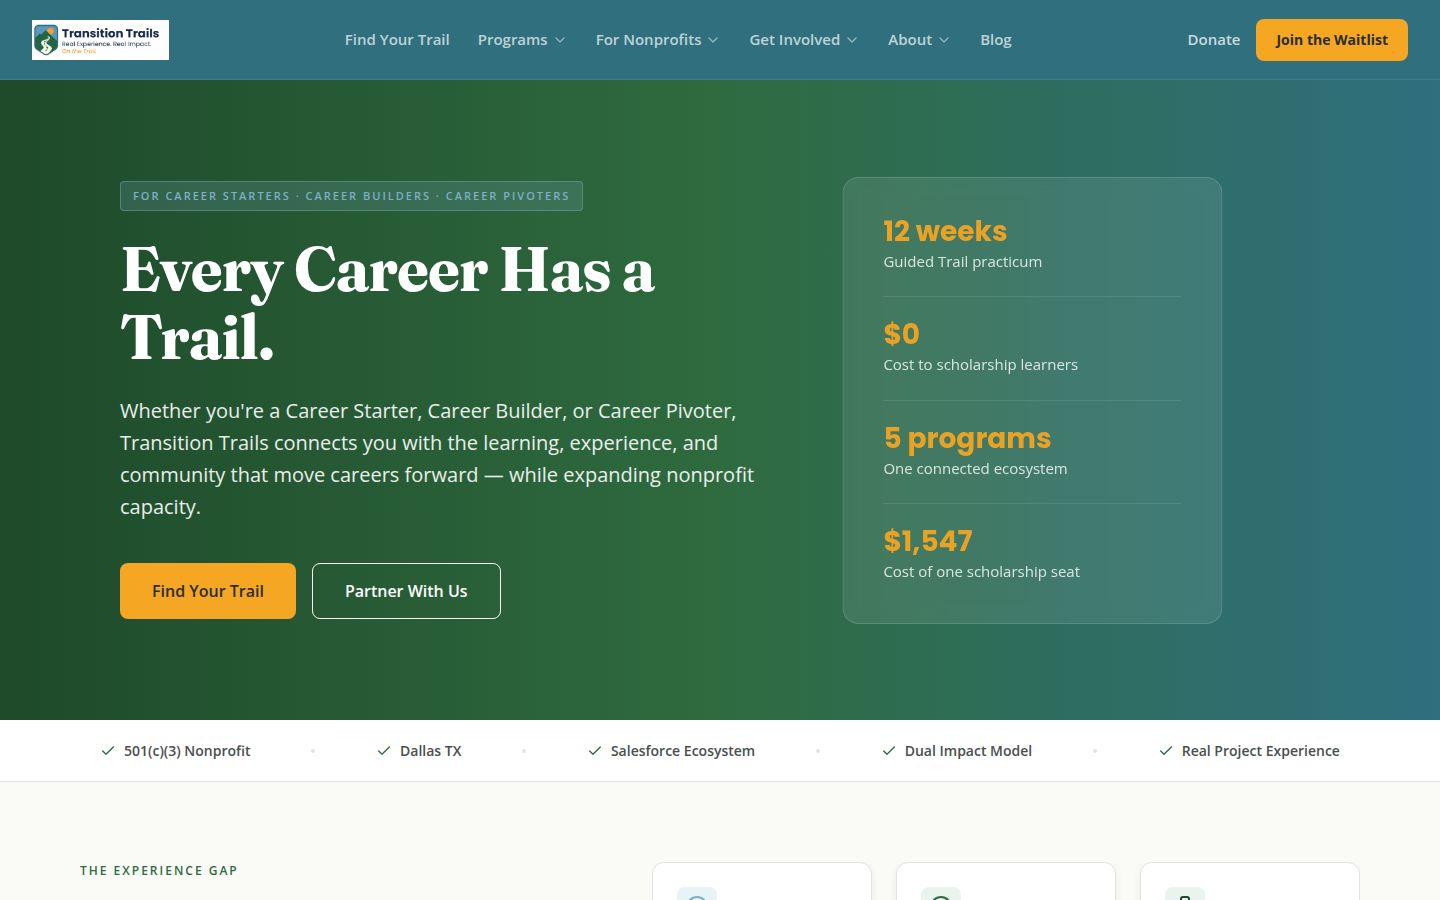 Transition Trails
Real Experience. Real Impact.
On the Trail.
Find Your Trail
Programs
For Nonprofits
Get Involved
About
Blog
Donate
Join the Waitlist
FOR CAREER STARTERS · CAREER BUILDERS · CAREER PIVOTERS
Every Career Has a
Trail.
Whether you're a Career Starter, Career Builder, or Career Pivoter,
Transition Trails connects you with the learning, experience, and
community that move careers forward — while expanding nonprofit
capacity.
Find Your Trail
Partner With Us
12 weeks
Guided Trail practicum
$0
Cost to scholarship learners
5 programs
One connected ecosystem
$1,547
Cost of one scholarship seat
501(c)(3) Nonprofit
Dallas TX
Salesforce Ecosystem
Dual Impact Model
Real Project Experience
THE EXPERIENCE GAP